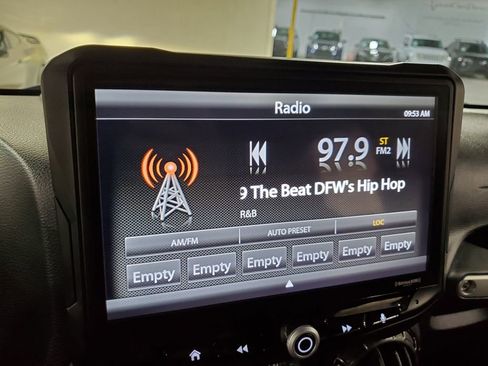 Radio
09:53 AM
97.9
ST
FM2
9 The Beat DFW's Hip Hop
R&B
AM/FM
AUTO PRESET
LOC
Empty Empty Empty Empty Empty Empty